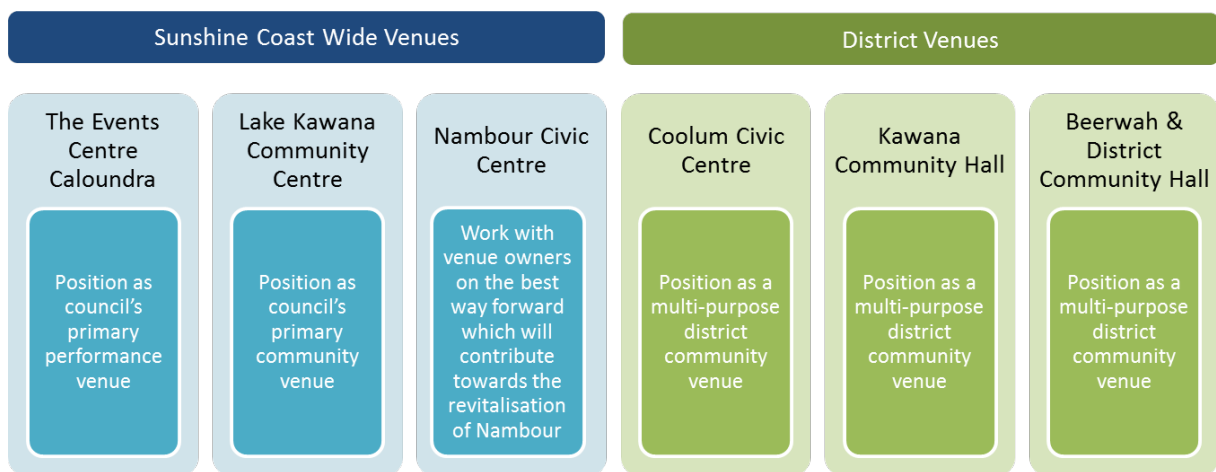 Sunshine Coast Wide Venues
District Venues
The Events
Centre
Caloundra
Position as
council's
primary
performance
venue
Lake Kawana
Community
Centre
Position as
council's
primary
community
venue
Nambour Civic
Centre
Work with
venue owners
on the best
way forward
which will
contribute
towards the
revitalisation
of Nambour
Coolum Civic
Centre
Position as a
multi-purpose
district
community
venue
Kawana
Community Hall
Position as a
multi-purpose
district
community
venue
Beerwah &
District
Community Hall
Position as a
multi-purpose
district
community
venue